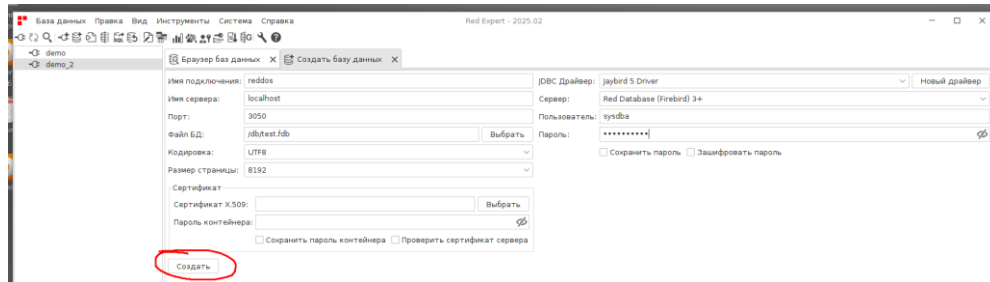 База данных Правка Вид Инструменты Система Справка Red Expert - 2025.02
demo
demo_2
Браузер баз данных Создать базу данных
Имя подключения: reddos JDBC Драйвер: Jaybird 5 Driver Новый драйвер
Имя сервера: localhost Сервер: Red Database (Firebird) 3+
Порт: 3050 Пользователь: sysdba
Файл БД: /db/test.fdb Выбрать Пароль: ••••••••••
Кодировка: UTF8 Сохранить пароль Зашифровать пароль
Размер страницы: 8192
Сертификат
Сертификат X.509: Выбрать
Пароль контейнера:
Сохранить пароль контейнера Проверить сертификат сервера
Создать